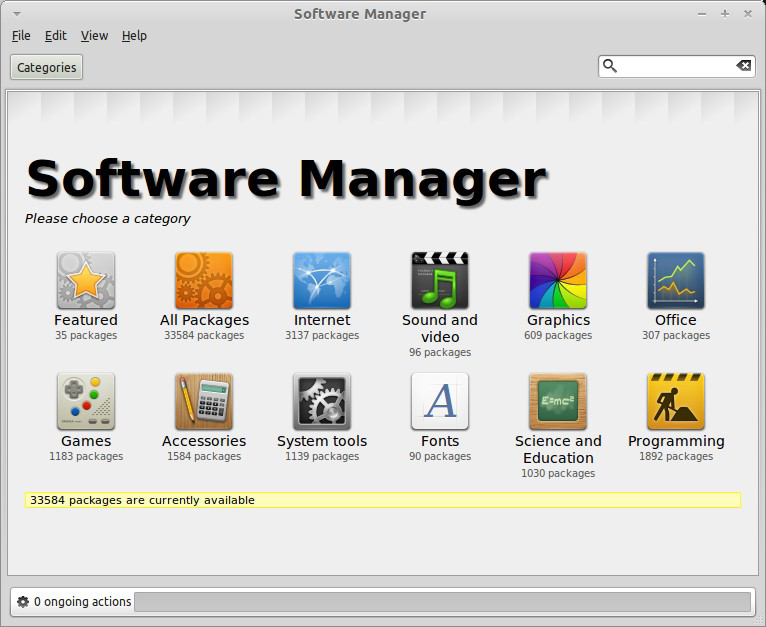 Software Manager
File Edit View Help
Categories
Software Manager
Please choose a category
Featured
35 packages
All Packages
33584 packages
Internet
3137 packages
Sound and
video
96 packages
Graphics
609 packages
Office
307 packages
Games
1183 packages
Accessories
1584 packages
System tools
1139 packages
Fonts
90 packages
Science and
Education
1030 packages
Programming
1892 packages
33584 packages are currently available
0 ongoing actions